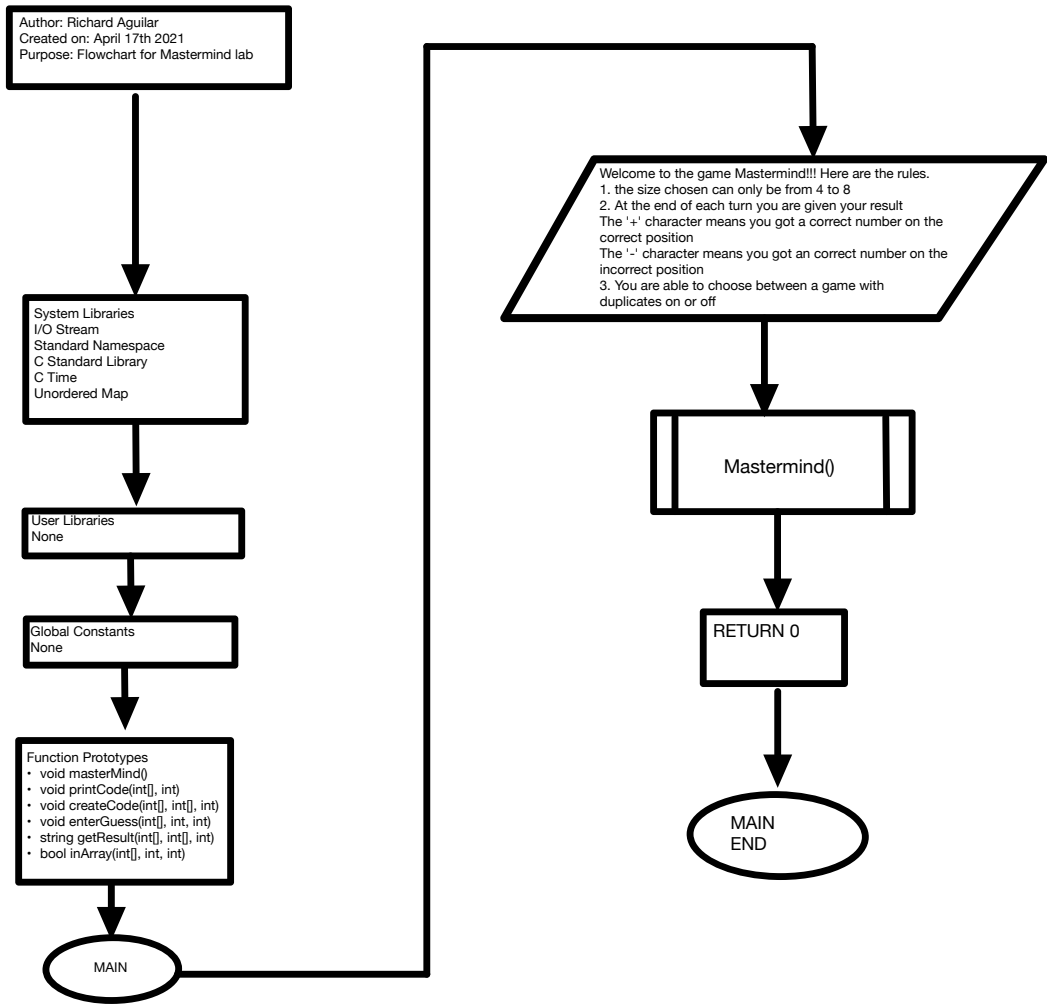 Author: Richard Aguilar
Created on: April 17th 2021
Purpose: Flowchart for Mastermind lab
System Libraries
I/O Stream
Standard Namespace
C Standard Library
C Time
Unordered Map
User Libraries
None
Global Constants
None
Function Prototypes
• void masterMind()
• void printCode(int[], int)
• void createCode(int[], int[], int)
• void enterGuess(int[], int, int)
• string getResult(int[], int[], int)
• bool inArray(int[], int, int)
MAIN
Welcome to the game Mastermind!!! Here are the rules.
1. the size chosen can only be from 4 to 8
2. At the end of each turn you are given your result
The '+' character means you got a correct number on the
correct position
The '-' character means you got an correct number on the
incorrect position
3. You are able to choose between a game with
duplicates on or off
Mastermind()
RETURN 0
MAIN
END